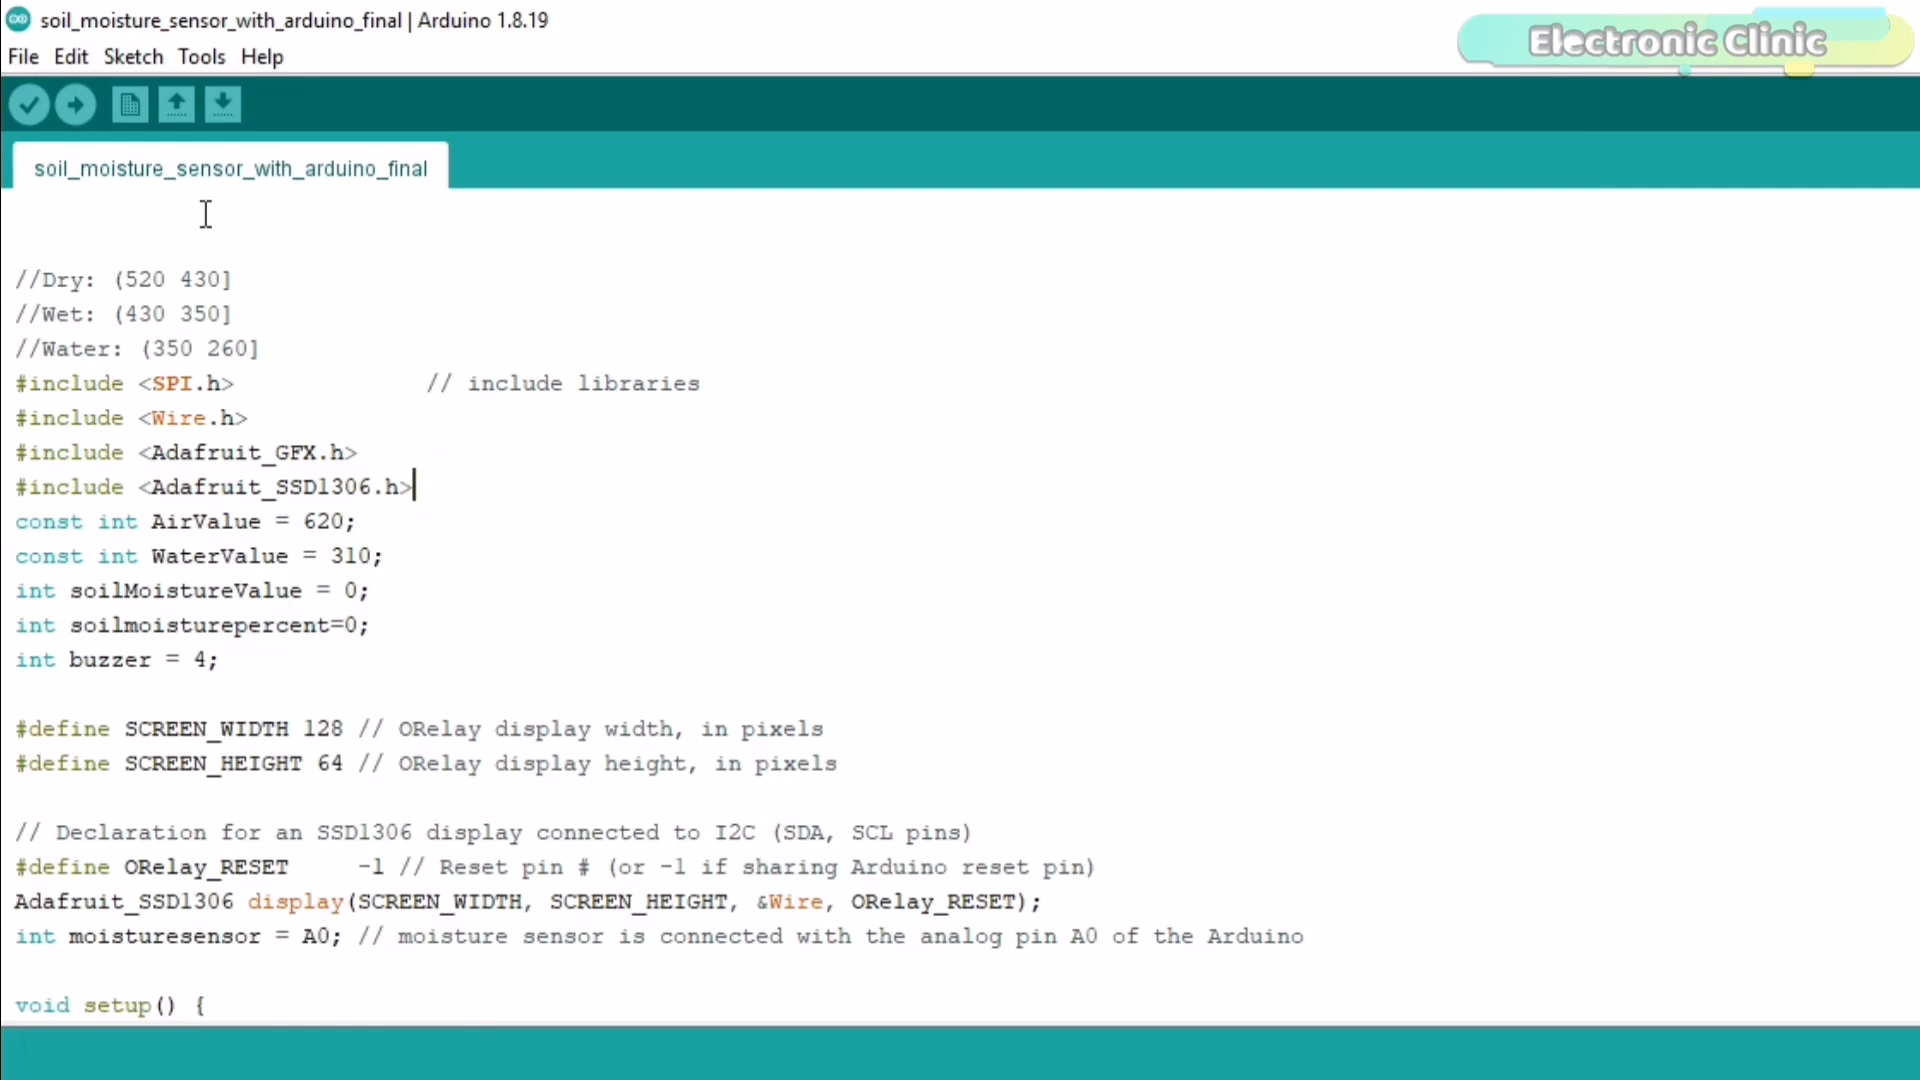 soil_moisture_sensor_with_arduino_final | Arduino 1.8.19
Electronic Clinic
File Edit Sketch Tools Help
soil_moisture_sensor_with_arduino_final
//Dry: (520 430]
//Wet: (430 350]
//Water: (350 260]
#include <SPI.h> // include libraries
#include <Wire.h>
#include <Adafruit_GFX.h>
#include <Adafruit_SSD1306.h>
const int AirValue = 620;
const int WaterValue = 310;
int soilMoistureValue = 0;
int soilmoisturepercent=0;
int buzzer = 4;
#define SCREEN_WIDTH 128 // ORelay display width, in pixels
#define SCREEN_HEIGHT 64 // ORelay display height, in pixels
// Declaration for an SSD1306 display connected to I2C (SDA, SCL pins)
#define ORelay_RESET -1 // Reset pin # (or -1 if sharing Arduino reset pin)
Adafruit_SSD1306 display(SCREEN_WIDTH, SCREEN_HEIGHT, &Wire, ORelay_RESET);
int moisturesensor = A0; // moisture sensor is connected with the analog pin A0 of the Arduino
void setup() {